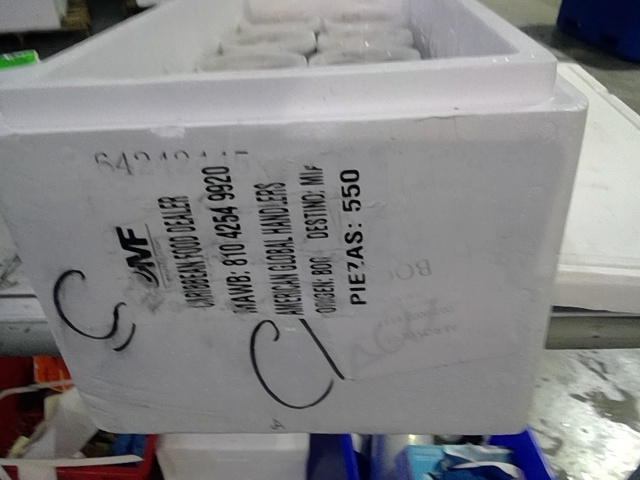 CARIBBEAN FOOD DEALER
MAWB: 810 4254 9920
AMERICAN GLOBAL HANDLERS
ORIGEN: BOG DESTINO: MIA
PIEZAS: 550